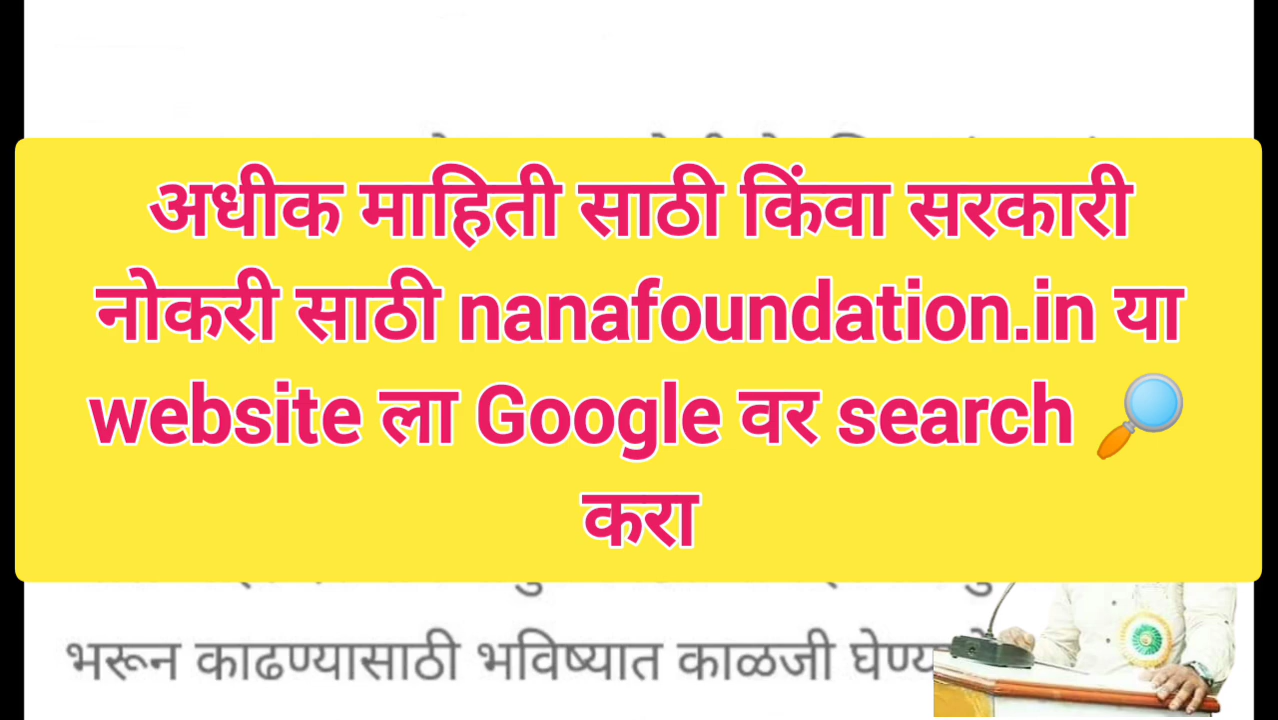 अधीक माहिती साठी किंवा सरकारी
नोकरी साठी nanafoundation.in या
website ला Google वर search 🔎
करा
भरून काढण्यासाठी भविष्यात काळजी